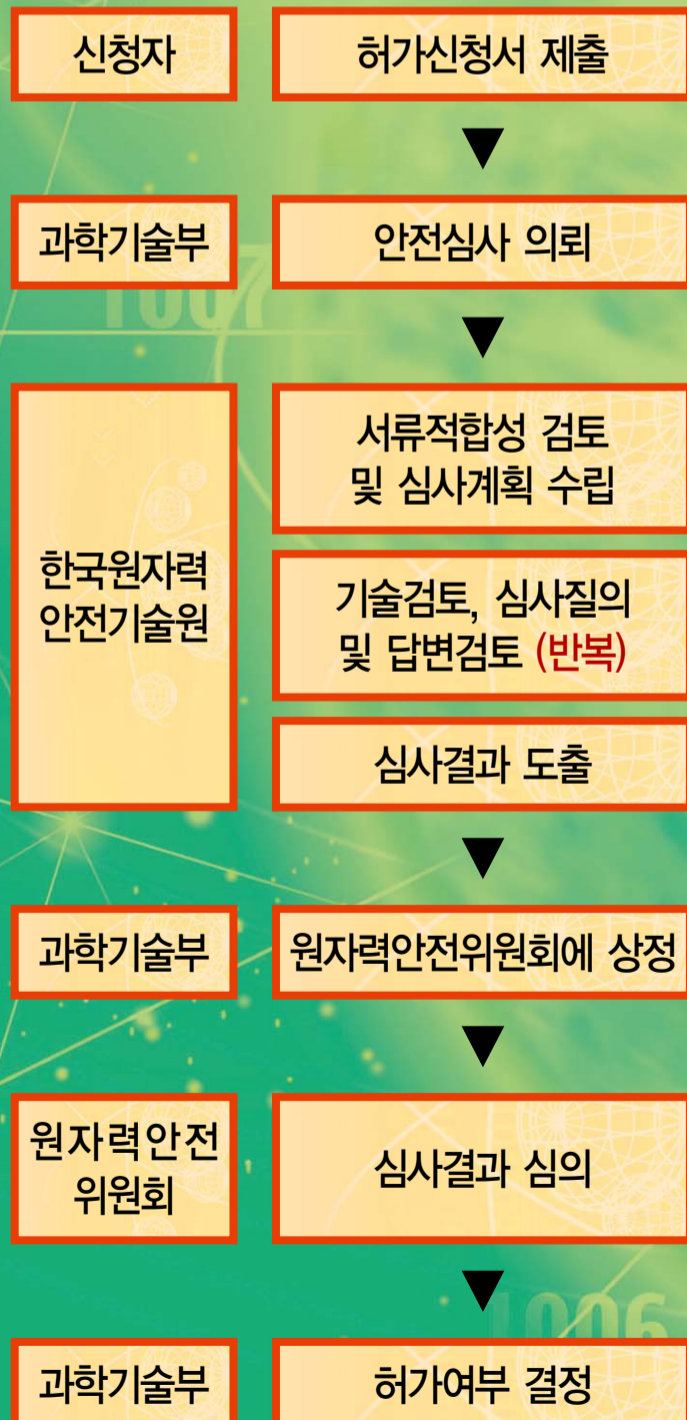 신청자
허가신청서 제출
과학기술부
안전심사 의뢰
1007
한국원자력
안전기술원
서류적합성 검토
및 심사계획 수립
기술검토, 심사질의
및 답변검토 (반복)
심사결과 도출
과학기술부
원자력안전위원회에 상정
원자력안전
위원회
심사결과 심의
1006
과학기술부
허가여부 결정